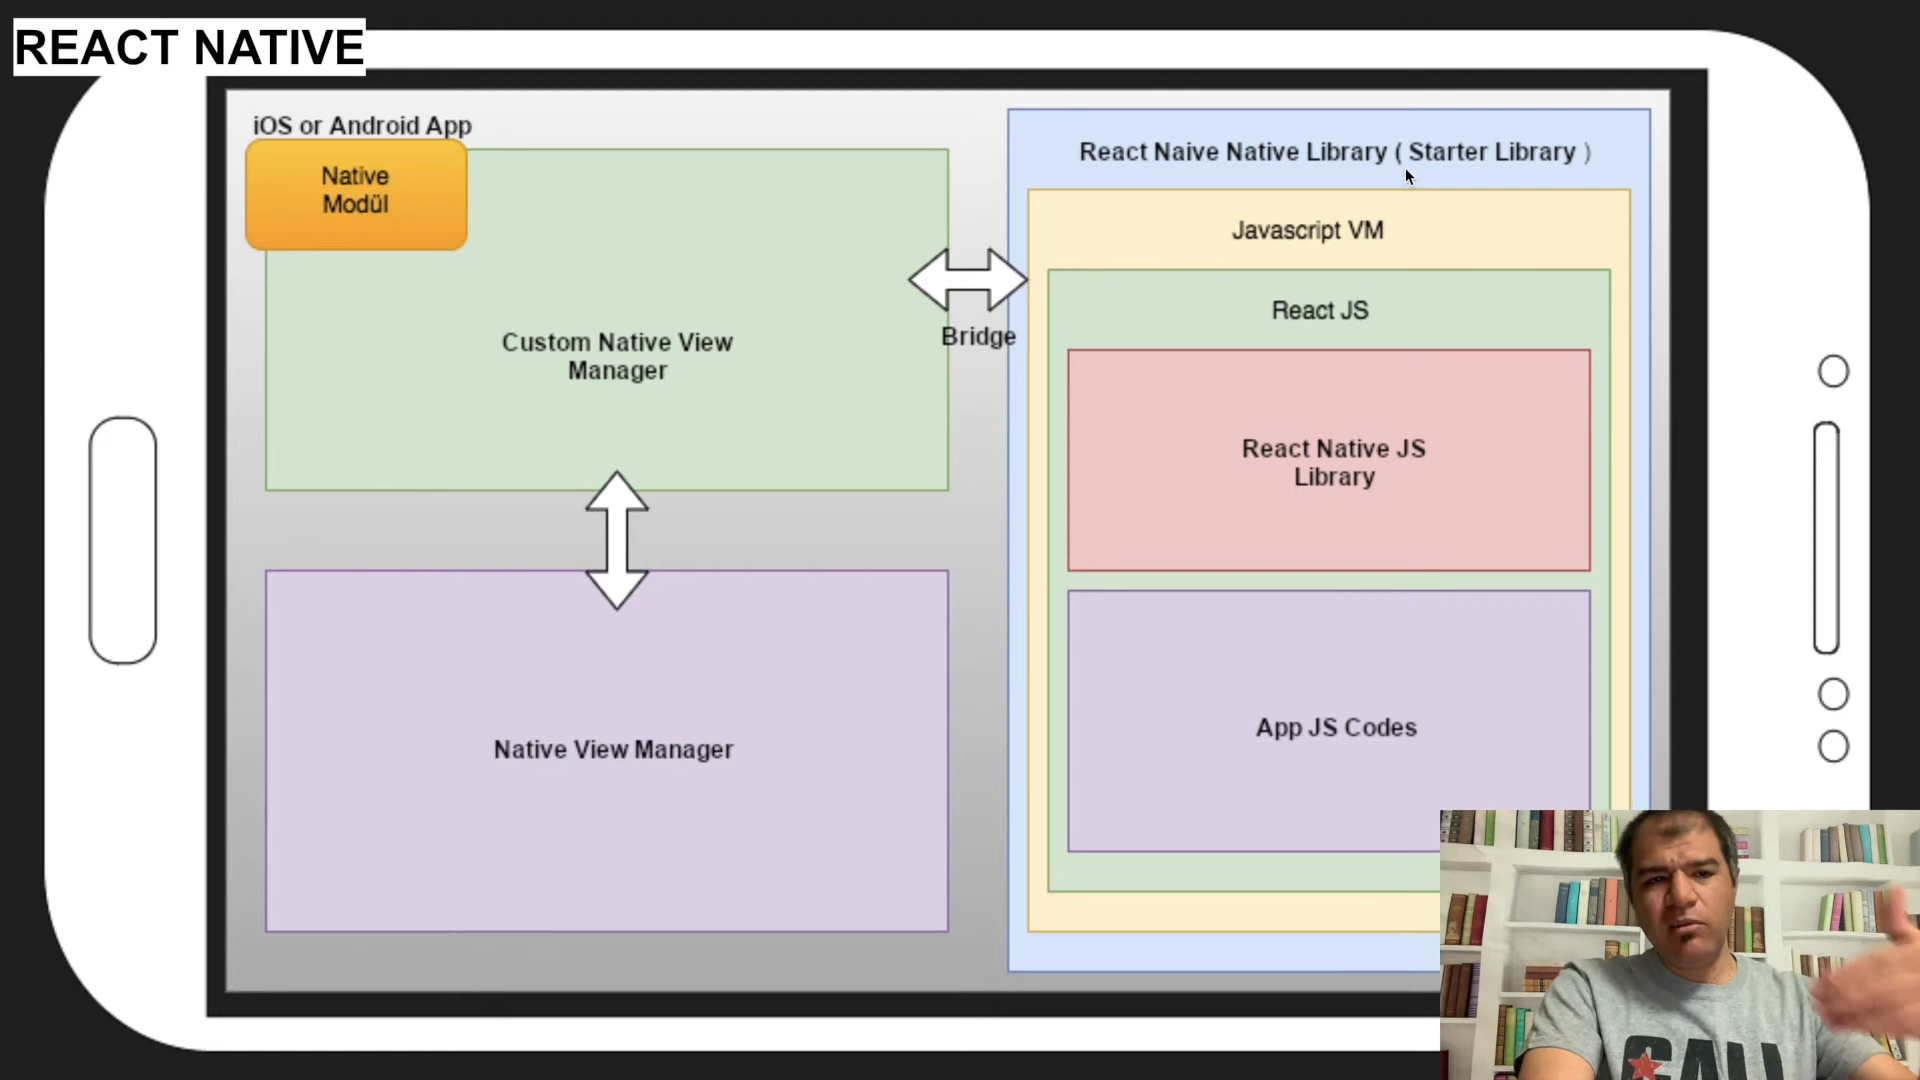 REACT NATIVE
iOS or Android App
Native
Modül
Custom Native View
Manager
Bridge
Native View Manager
React Naive Native Library ( Starter Library )
Javascript VM
React JS
React Native JS
Library
App JS Codes
CALI